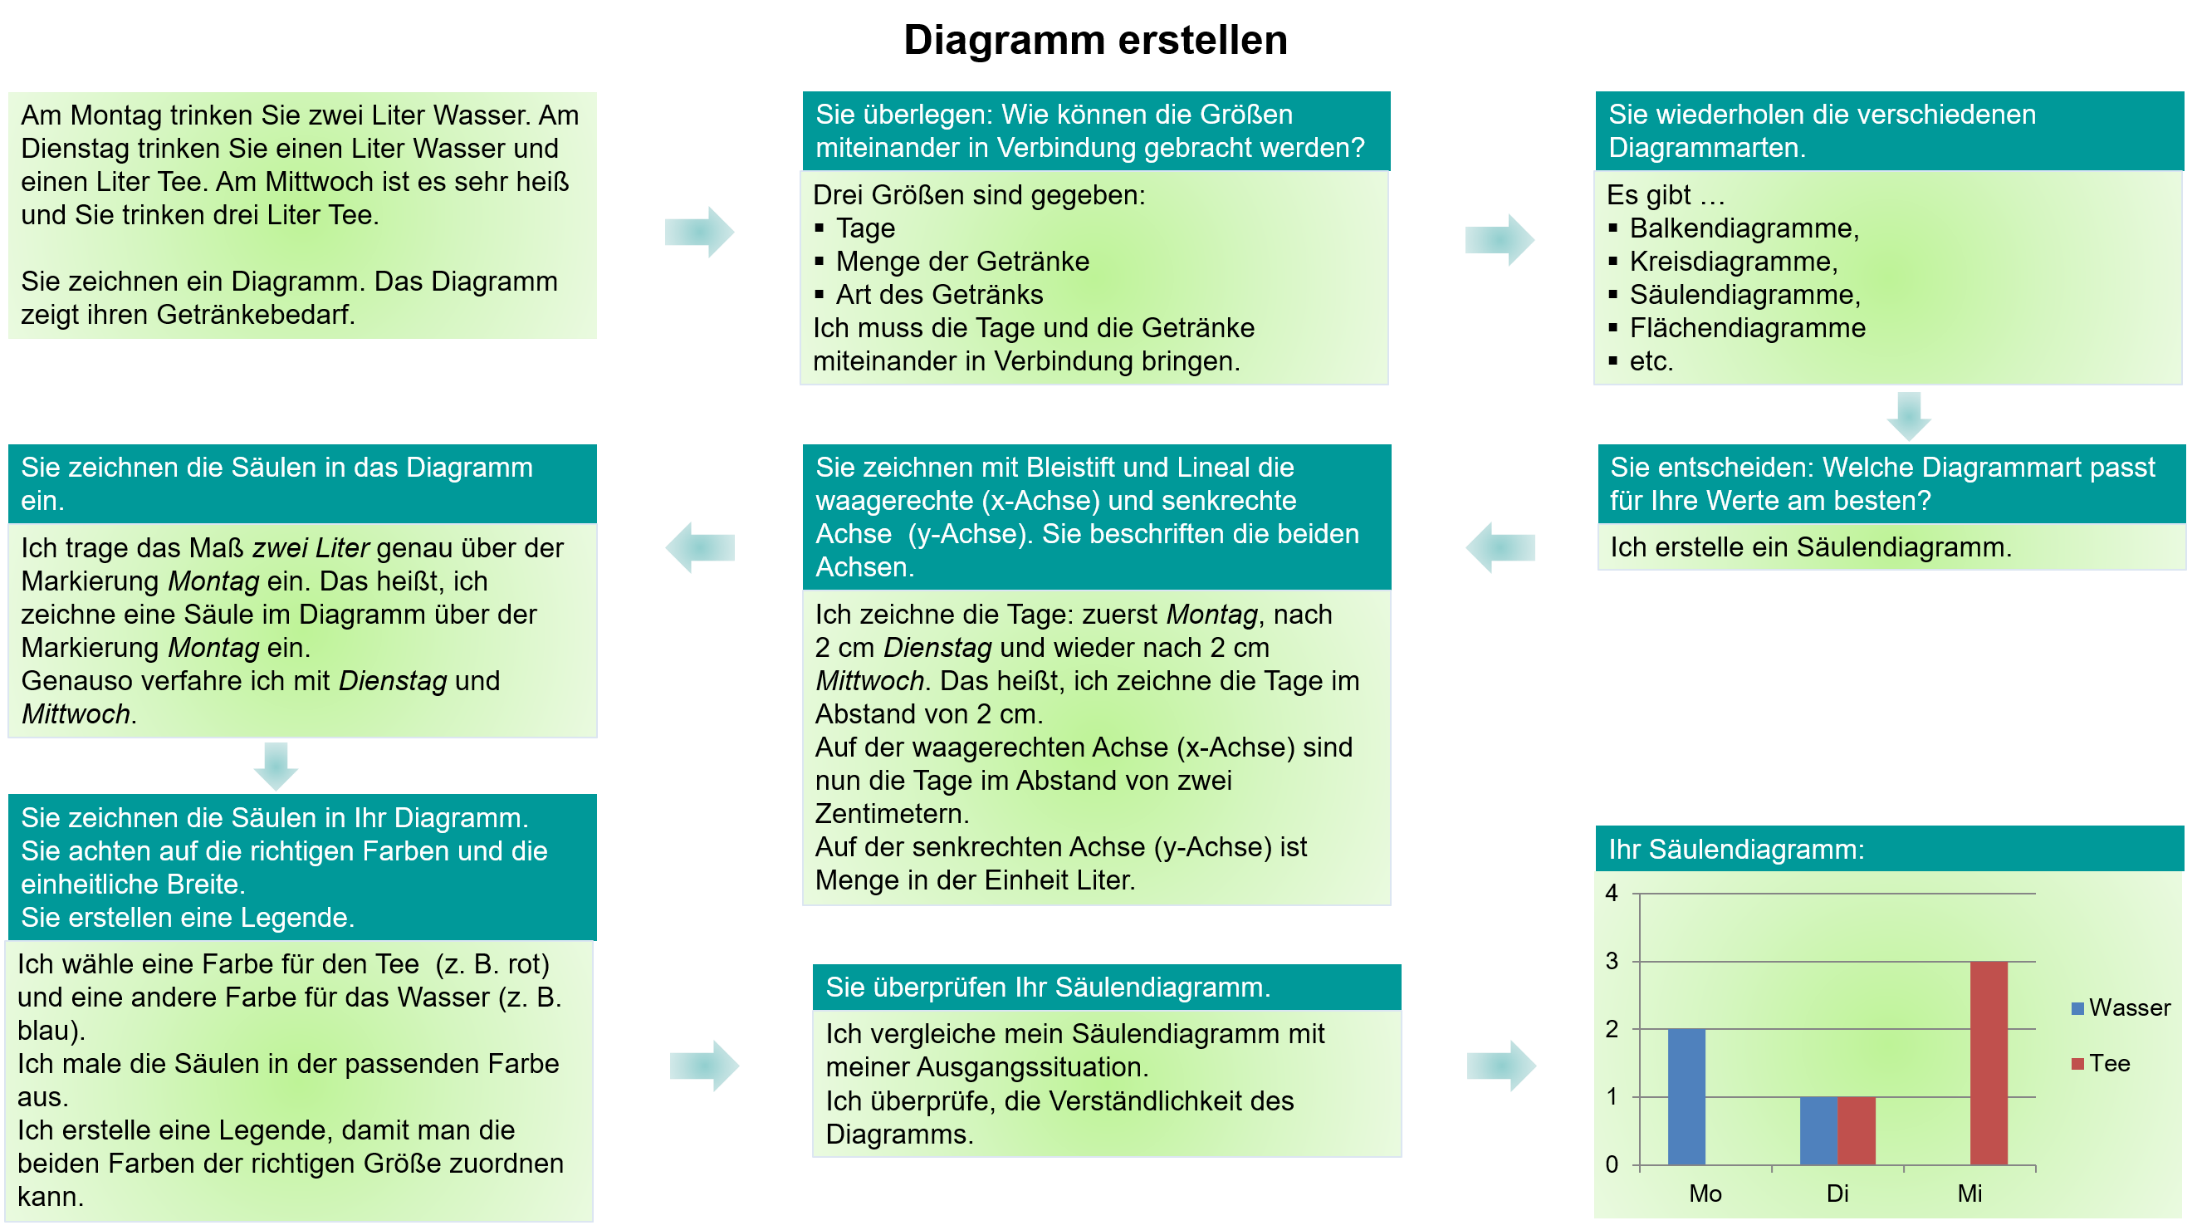 Diagramm erstellen
Am Montag trinken Sie zwei Liter Wasser. Am
Dienstag trinken Sie einen Liter Wasser und
einen Liter Tee. Am Mittwoch ist es sehr heiß
und Sie trinken drei Liter Tee.
Sie zeichnen ein Diagramm. Das Diagramm
zeigt ihren Getränkebedarf.
Sie überlegen: Wie können die Größen
miteinander in Verbindung gebracht werden?
Drei Größen sind gegeben:
▪ Tage
▪ Menge der Getränke
▪ Art des Getränks
Ich muss die Tage und die Getränke
miteinander in Verbindung bringen.
Sie wiederholen die verschiedenen
Diagrammarten.
Es gibt …
▪ Balkendiagramme,
▪ Kreisdiagramme,
▪ Säulendiagramme,
▪ Flächendiagramme
▪ etc.
Sie entscheiden: Welche Diagrammart passt
für Ihre Werte am besten?
Ich erstelle ein Säulendiagramm.
Sie zeichnen mit Bleistift und Lineal die
waagerechte (x-Achse) und senkrechte
Achse  (y-Achse). Sie beschriften die beiden
Achsen.
Ich zeichne die Tage: zuerst Montag, nach
2 cm Dienstag und wieder nach 2 cm
Mittwoch. Das heißt, ich zeichne die Tage im
Abstand von 2 cm.
Auf der waagerechten Achse (x-Achse) sind
nun die Tage im Abstand von zwei
Zentimetern.
Auf der senkrechten Achse (y-Achse) ist
Menge in der Einheit Liter.
Sie zeichnen die Säulen in das Diagramm
ein.
Ich trage das Maß zwei Liter genau über der
Markierung Montag ein. Das heißt, ich
zeichne eine Säule im Diagramm über der
Markierung Montag ein.
Genauso verfahre ich mit Dienstag und
Mittwoch.
Sie zeichnen die Säulen in Ihr Diagramm.
Sie achten auf die richtigen Farben und die
einheitliche Breite.
Sie erstellen eine Legende.
Ich wähle eine Farbe für den Tee  (z. B. rot)
und eine andere Farbe für das Wasser (z. B.
blau).
Ich male die Säulen in der passenden Farbe
aus.
Ich erstelle eine Legende, damit man die
beiden Farben der richtigen Größe zuordnen
kann.
Sie überprüfen Ihr Säulendiagramm.
Ich vergleiche mein Säulendiagramm mit
meiner Ausgangssituation.
Ich überprüfe, die Verständlichkeit des
Diagramms.
Ihr Säulendiagramm:
4
3
2
1
0
Mo Di Mi
Wasser
Tee